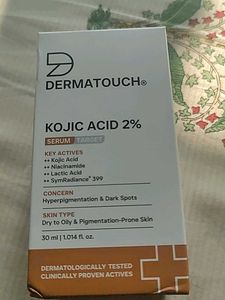 DERMATOUCH®
KOJIC ACID 2%
SERUM TARGET
KEY ACTIVES
++ Kojic Acid
++ Niacinamide
++ Lactic Acid
++ SymRadiance® 399
CONCERN
Hyperpigmentation & Dark Spots
SKIN TYPE
Dry to Oily & Pigmentation-Prone Skin
30 ml | 1.014 fl. oz.
DERMATOLOGICALLY TESTED
CLINICALLY PROVEN ACTIVES